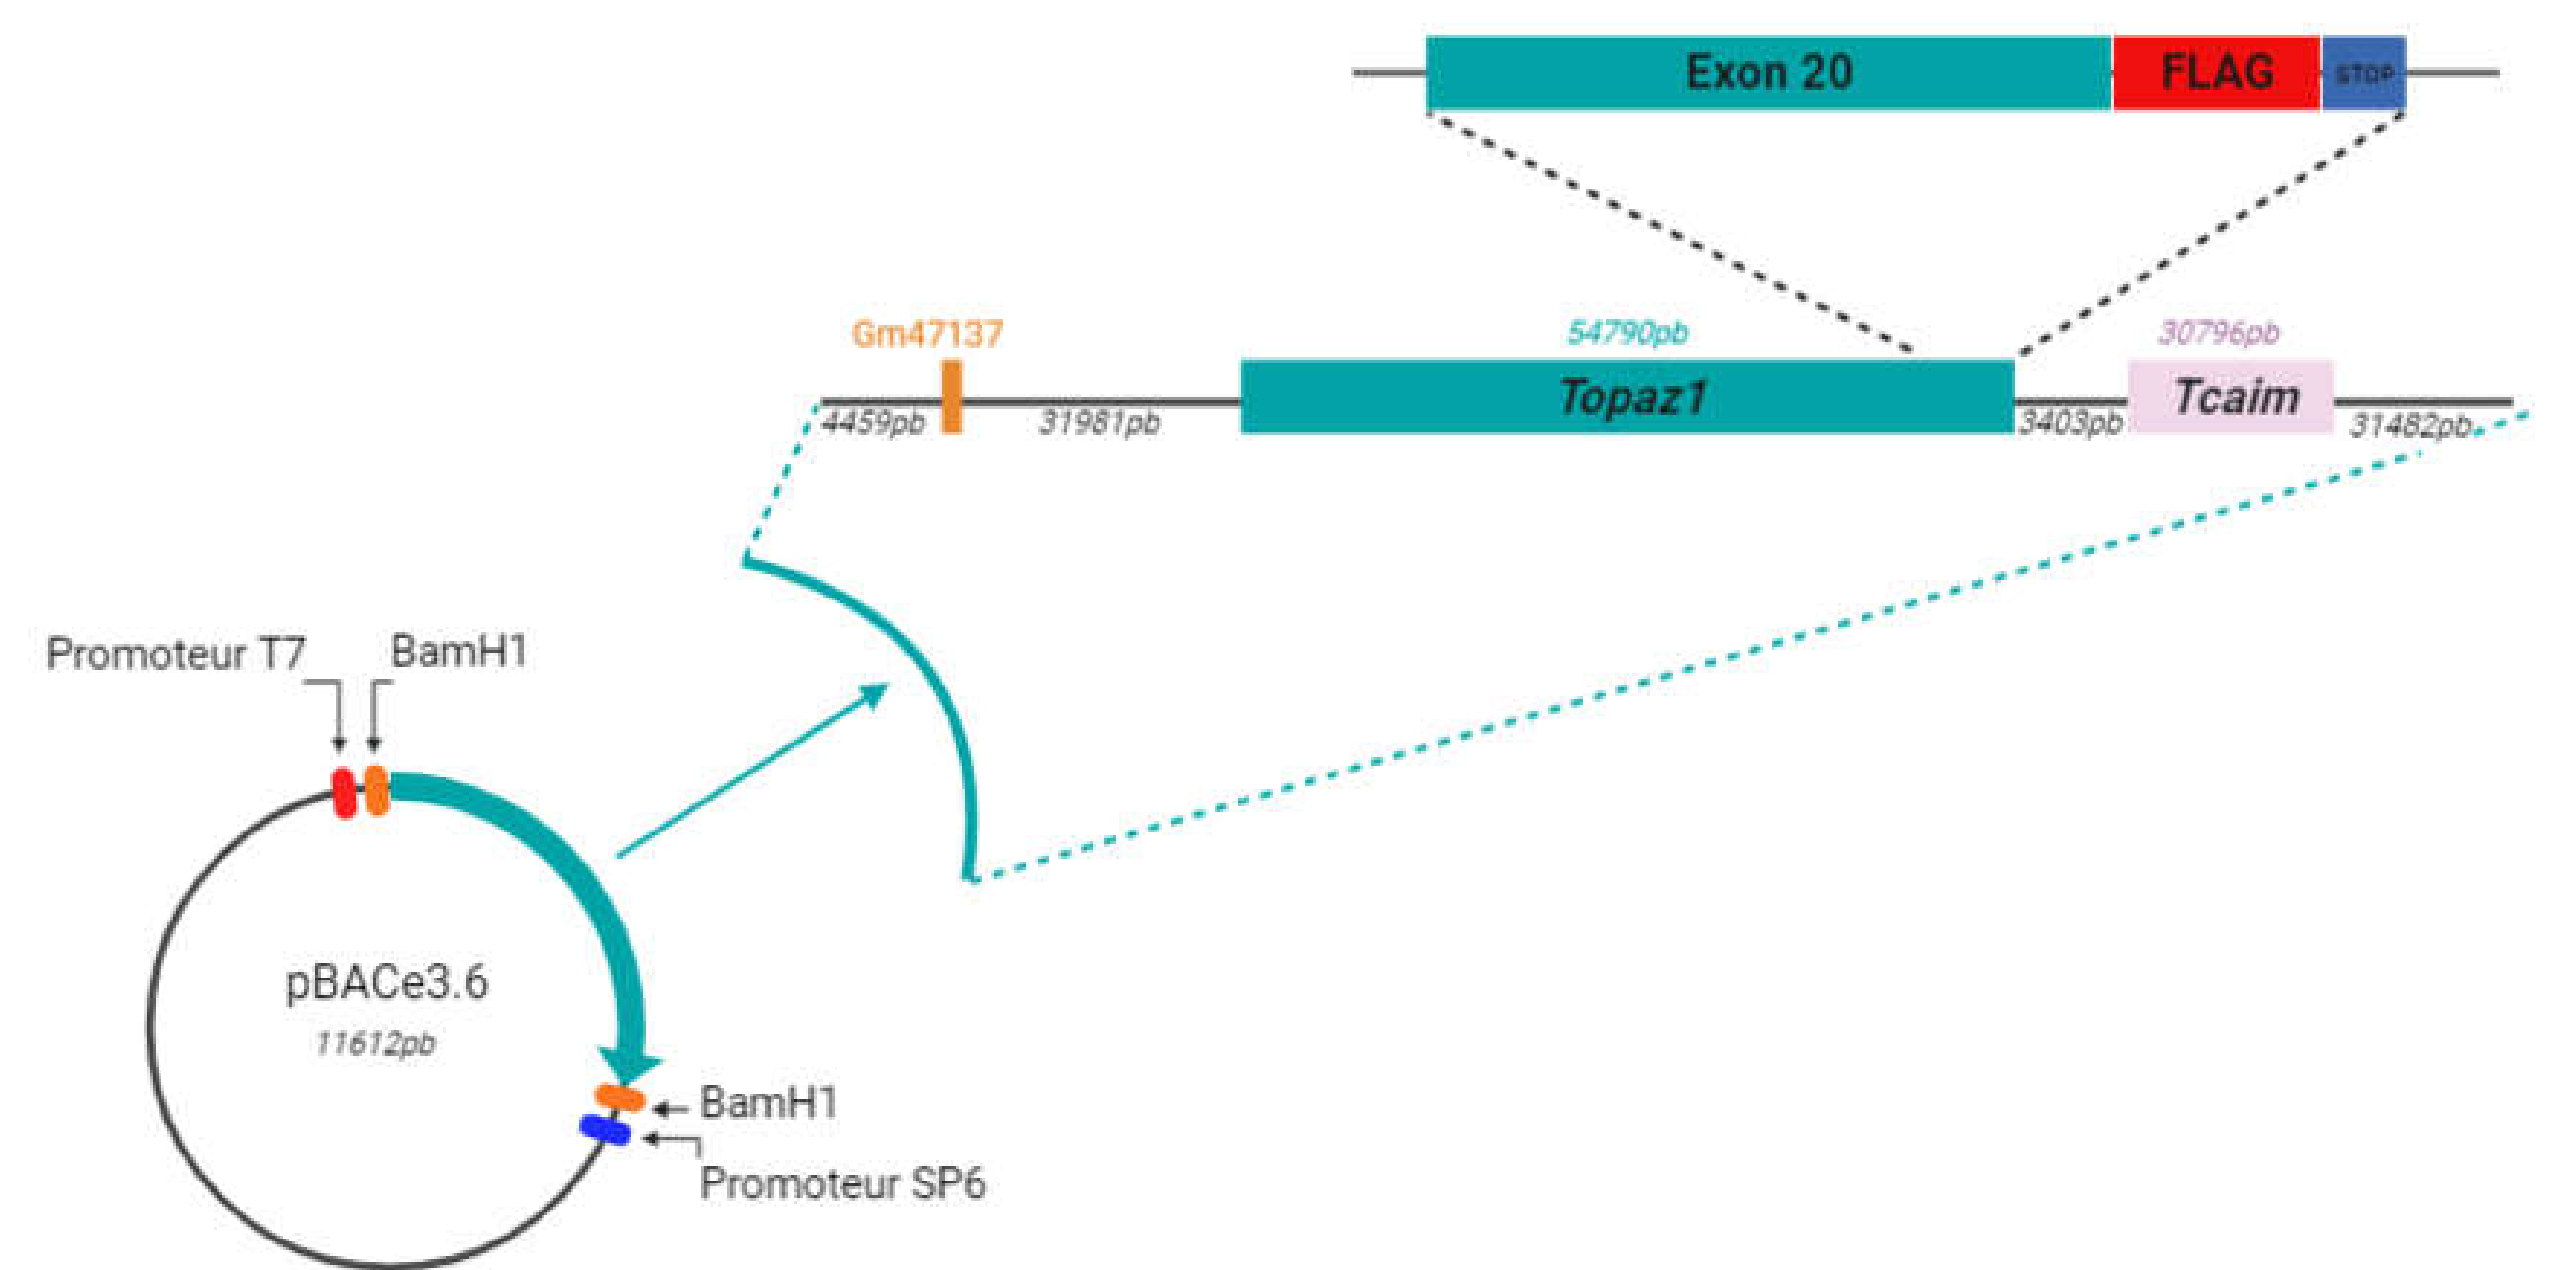 Exon 20 FLAG STOP
Gm47137 54790pb 30796pb
Topaz1 Tcaim
4459pb 31981pb 3403pb 31482pb
Promoteur T7 BamH1
pBACe3.6
11612pb
BamH1
Promoteur SP6